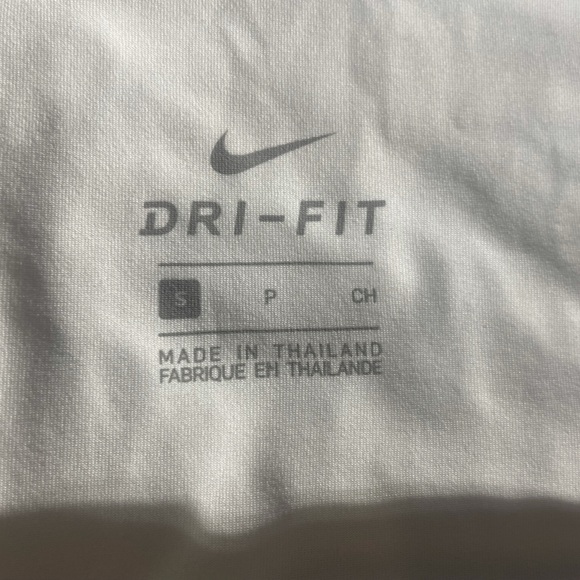 DRI-FIT
S P CH
MADE IN THAILAND
FABRIQUE EN THAILANDE